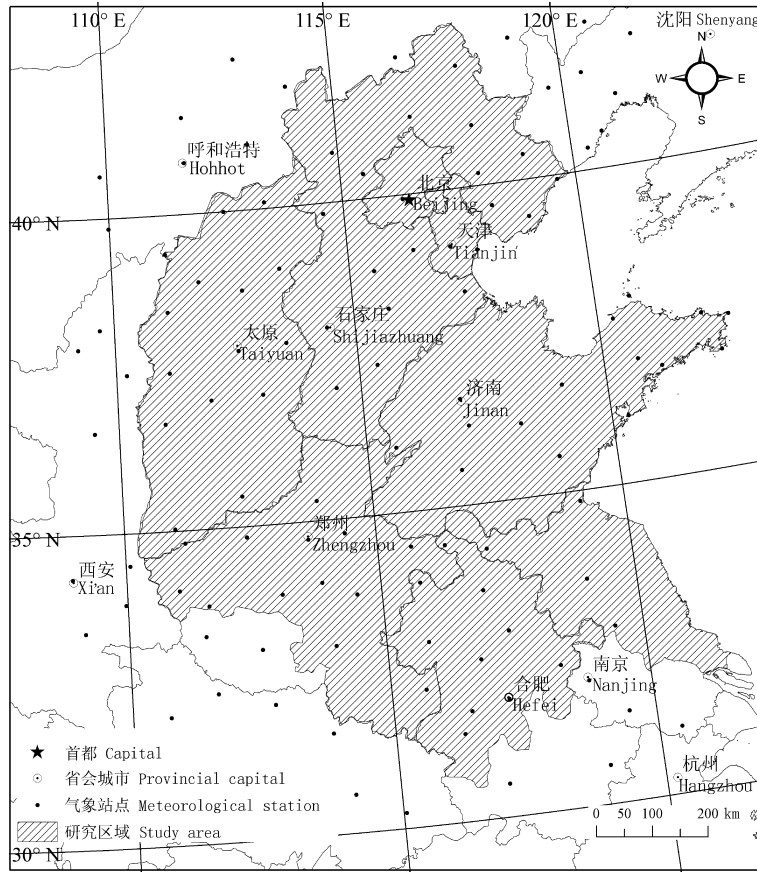 110° E
115° E
120° E
沈阳 Shenyang
N
W
E
S
呼和浩特
Hohhot
北京
Beijing
40° N
天津
Tianjin
石家庄
Shijiazhuang
太原
Taiyuan
济南
Jinan
35° N
郑州
Zhengzhou
西安
Xi'an
南京
Nanjing
合肥
Hefei
首都 Capital
省会城市 Provincial capital
气象站点 Meteorological station
研究区域 Study area
杭州
Hangzhou
0 50 100 200 km
30° N